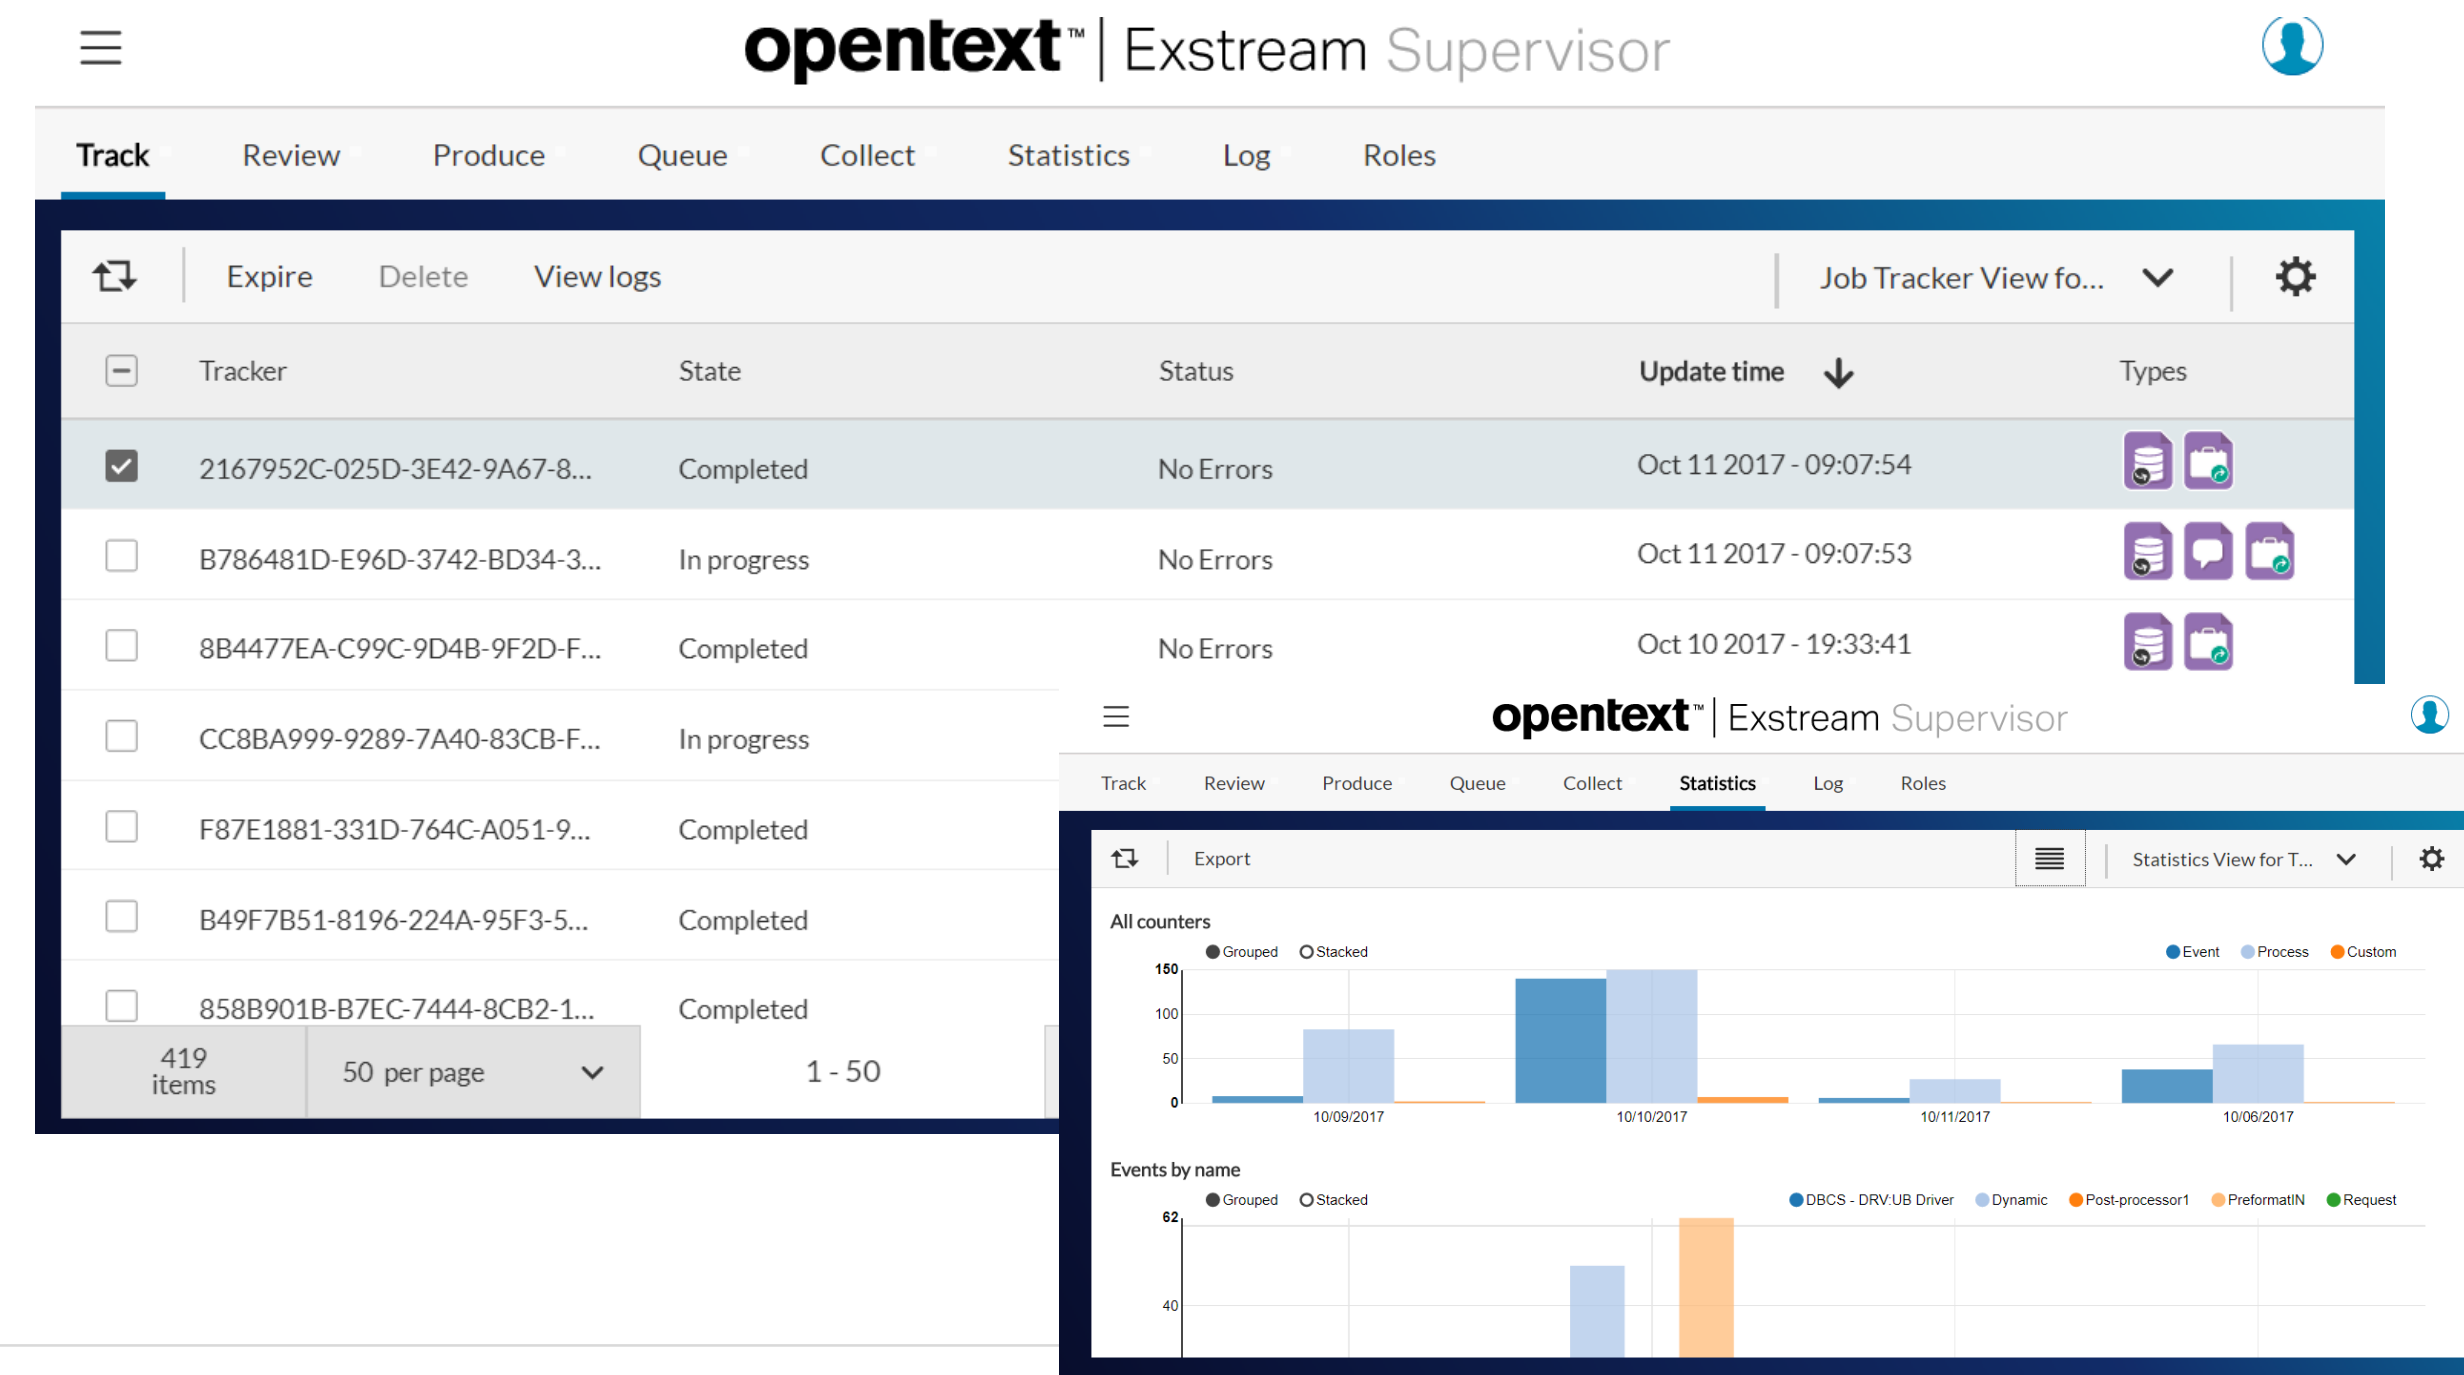 opentext™ | Exstream Supervisor
Track Review Produce Queue Collect Statistics Log Roles
Expire Delete View logs Job Tracker View fo...
Tracker State Status Update time Types
2167952C-025D-3E42-9A67-8... Completed No Errors Oct 11 2017 - 09:07:54
B786481D-E96D-3742-BD34-3... In progress No Errors Oct 11 2017 - 09:07:53
8B4477EA-C99C-9D4B-9F2D-F... Completed No Errors Oct 10 2017 - 19:33:41
CC8BA999-9289-7A40-83CB-F... In progress
F87E1881-331D-764C-A051-9... Completed
B49F7B51-8196-224A-95F3-5... Completed
858B901B-B7EC-7444-8CB2-1... Completed
419 items 50 per page 1 - 50
opentext™ | Exstream Supervisor
Track Review Produce Queue Collect Statistics Log Roles
Export Statistics View for T...
All counters
Grouped Stacked Event Process Custom
150
100
50
0
10/09/2017 10/10/2017 10/11/2017 10/06/2017
Events by name
Grouped Stacked DBCS - DRV:UB Driver Dynamic Post-processor1 PreformatIN Request
62
40